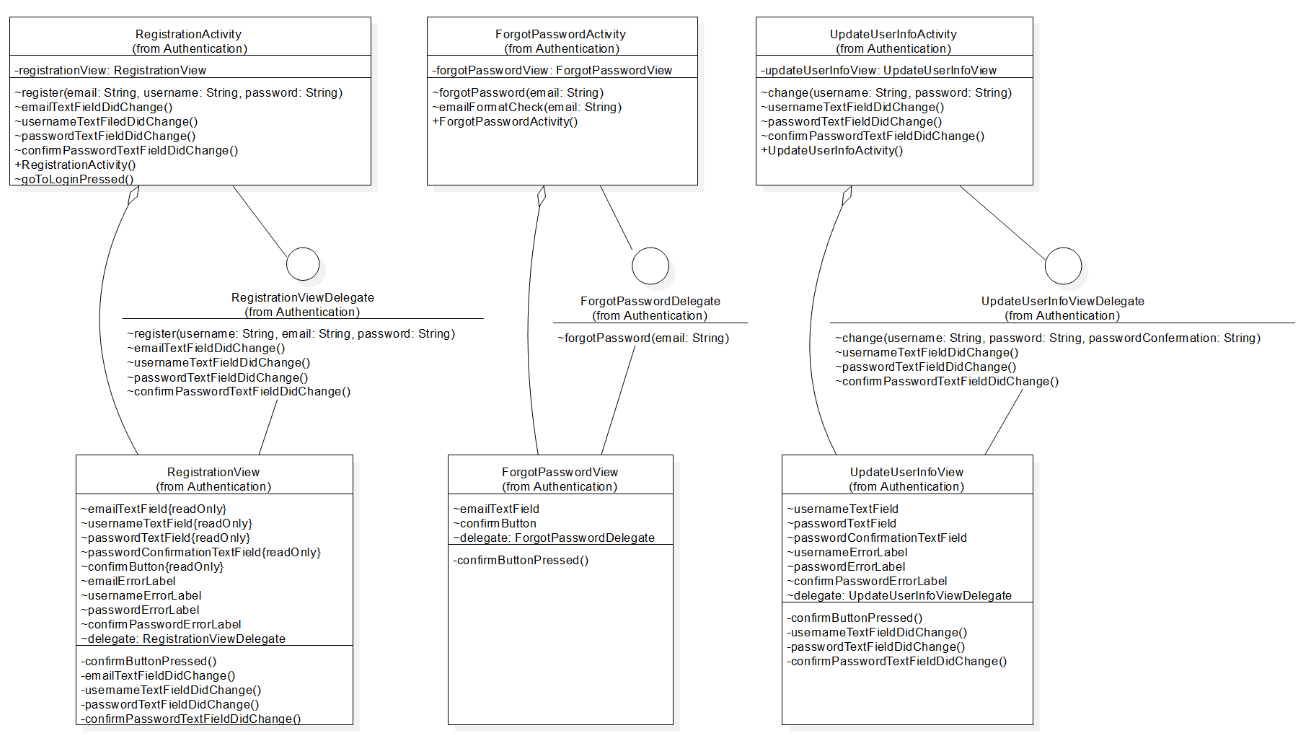 RegistrationActivity
(from Authentication)
-registrationView: RegistrationView
~register(email: String, username: String, password: String)
~emailTextFieldDidChange()
~usernameTextFiledDidChange()
~passwordTextFieldDidChange()
~confirmPasswordTextFieldDidChange()
+RegistrationActivity()
~goToLoginPressed()
ForgotPasswordActivity
(from Authentication)
-forgotPasswordView: ForgotPasswordView
~forgotPassword(email: String)
~emailFormatCheck(email: String)
+ForgotPasswordActivity()
UpdateUserInfoActivity
(from Authentication)
-updateUserInfoView: UpdateUserInfoView
~change(username: String, password: String)
~usernameTextFieldDidChange()
~passwordTextFieldDidChange()
~confirmPasswordTextFieldDidChange()
+UpdateUserInfoActivity()
RegistrationViewDelegate
(from Authentication)
~register(username: String, email: String, password: String)
~emailTextFieldDidChange()
~usernameTextFieldDidChange()
~passwordTextFieldDidChange()
~confirmPasswordTextFieldDidChange()
ForgotPasswordDelegate
(from Authentication)
~forgotPassword(email: String)
UpdateUserInfoViewDelegate
(from Authentication)
~change(username: String, password: String, passwordConfermation: String)
~usernameTextFieldDidChange()
~passwordTextFieldDidChange()
~confirmPasswordTextFieldDidChange()
RegistrationView
(from Authentication)
~emailTextField{readOnly}
~usernameTextField{readOnly}
~passwordTextField{readOnly}
~passwordConfirmationTextField{readOnly}
~confirmButton{readOnly}
~emailErrorLabel
~usernameErrorLabel
~passwordErrorLabel
~confirmPasswordErrorLabel
~delegate: RegistrationViewDelegate
-confirmButtonPressed()
-emailTextFieldDidChange()
-usernameTextFieldDidChange()
-passwordTextFieldDidChange()
-confirmPasswordTextFieldDidChange()
ForgotPasswordView
(from Authentication)
~emailTextField
~confirmButton
~delegate: ForgotPasswordDelegate
-confirmButtonPressed()
UpdateUserInfoView
(from Authentication)
~usernameTextField
~passwordTextField
~passwordConfirmationTextField
~usernameErrorLabel
~passwordErrorLabel
~confirmPasswordErrorLabel
~delegate: UpdateUserInfoViewDelegate
-confirmButtonPressed()
-usernameTextFieldDidChange()
-passwordTextFieldDidChange()
-confirmPasswordTextFieldDidChange()